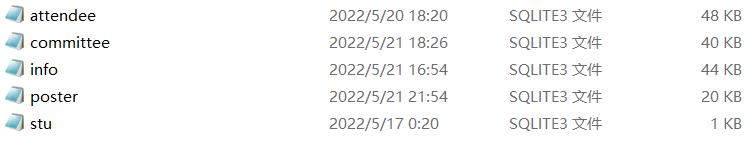 attendee 2022/5/20 18:20 SQLITE3 文件 48 KB
committee 2022/5/21 18:26 SQLITE3 文件 40 KB
info 2022/5/21 16:54 SQLITE3 文件 44 KB
poster 2022/5/21 21:54 SQLITE3 文件 20 KB
stu 2022/5/17 0:20 SQLITE3 文件 1 KB